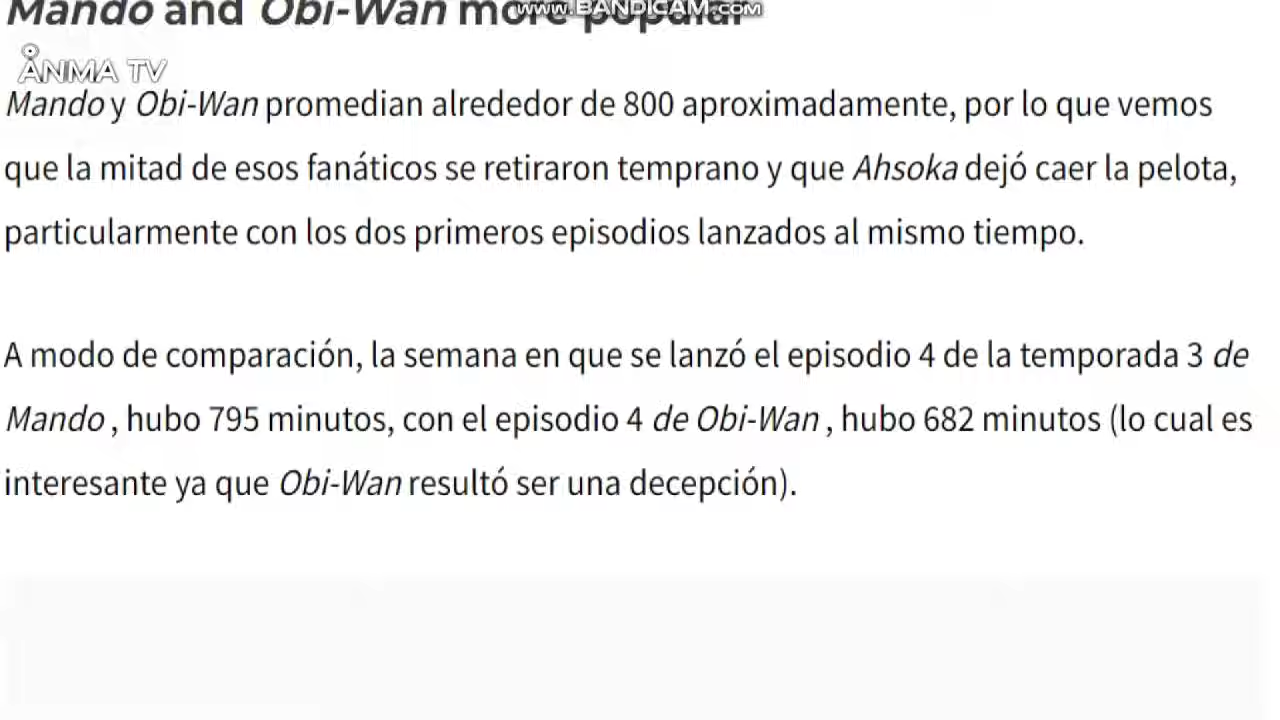 Mando and Obi-Wan more popular
www.BANDICAM.com
ÁNIMA TV
Mando y Obi-Wan promedian alrededor de 800 aproximadamente, por lo que vemos
que la mitad de esos fanáticos se retiraron temprano y que Ahsoka dejó caer la pelota,
particularmente con los dos primeros episodios lanzados al mismo tiempo.
A modo de comparación, la semana en que se lanzó el episodio 4 de la temporada 3 de
Mando , hubo 795 minutos, con el episodio 4 de Obi-Wan , hubo 682 minutos (lo cual es
interesante ya que Obi-Wan resultó ser una decepción).